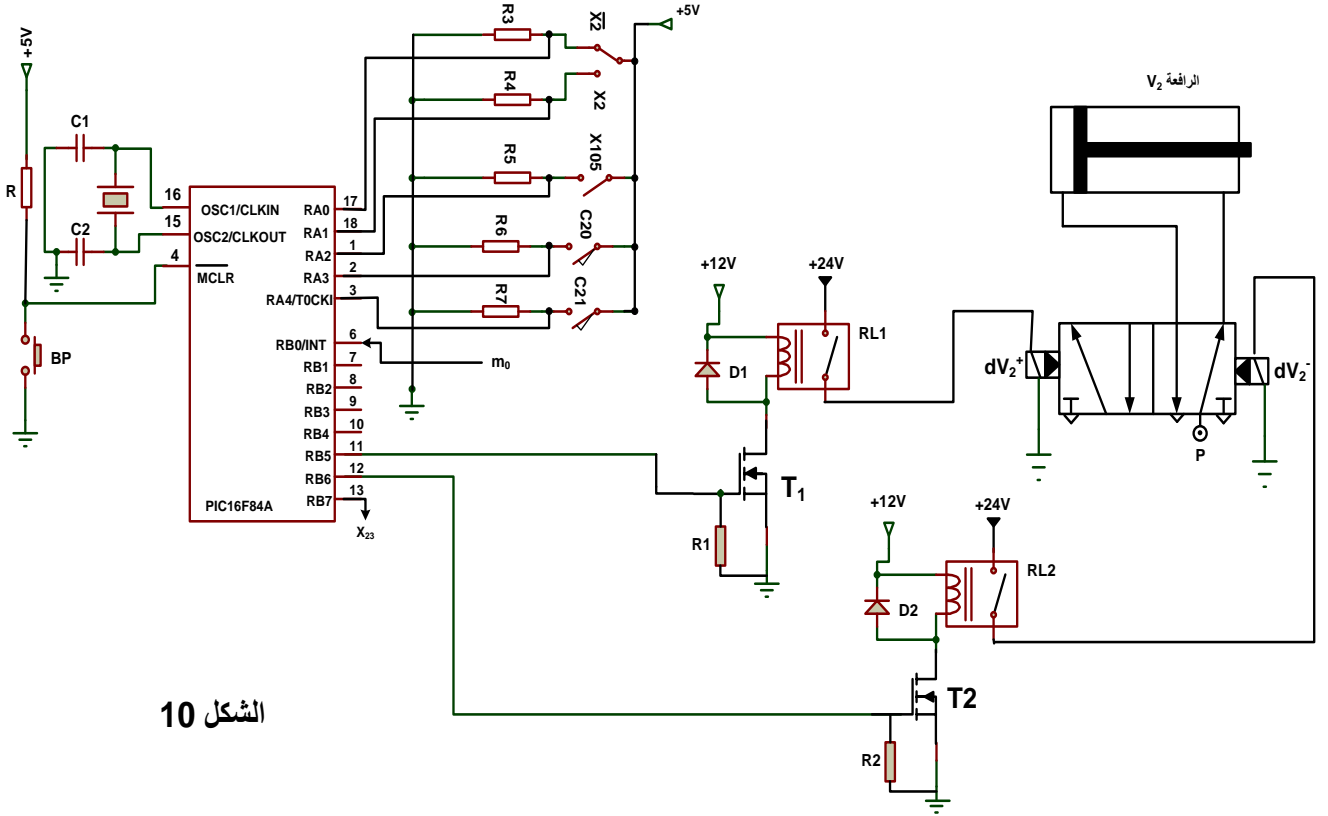 +5V
R
BP
C1
C2
16
15
4
OSC1/CLKIN
OSC2/CLKOUT
MCLR
PIC16F84A
RA0
RA1
RA2
RA3
RA4/T0CKI
RB0/INT
RB1
RB2
RB3
RB4
RB5
RB6
RB7
17
18
1
2
3
6
7
8
9
10
11
12
13
X₂₃
m₀
R3
R4
R5
R6
R7
X2
X2
X105
C20
C21
+5V
+12V
+24V
RL1
D1
T₁
R1
+12V
+24V
RL2
D2
T2
R2
الرافعة V₂
dV₂⁺
dV₂⁻
P
الشكل 10